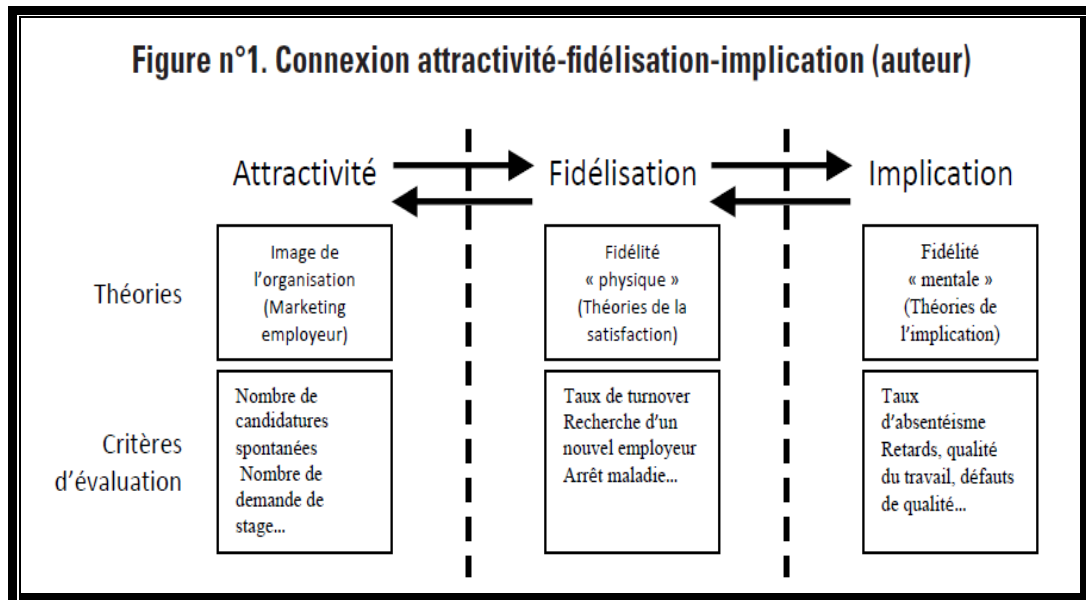 Figure n°1. Connexion attractivité-fidélisation-implication (auteur)
Attractivité
Fidélisation
Implication
Théories
Image de
l'organisation
(Marketing
employeur)
Fidélité
« physique »
(Théories de la
satisfaction)
Fidélité
« mentale »
(Théories de
l'implication)
Critères
d'évaluation
Nombre de
candidatures
spontanées
Nombre de
demande de
stage...
Taux de turnover
Recherche d'un
nouvel employeur
Arrêt maladie...
Taux
d'absentéisme
Retards, qualité
du travail, défauts
de qualité...